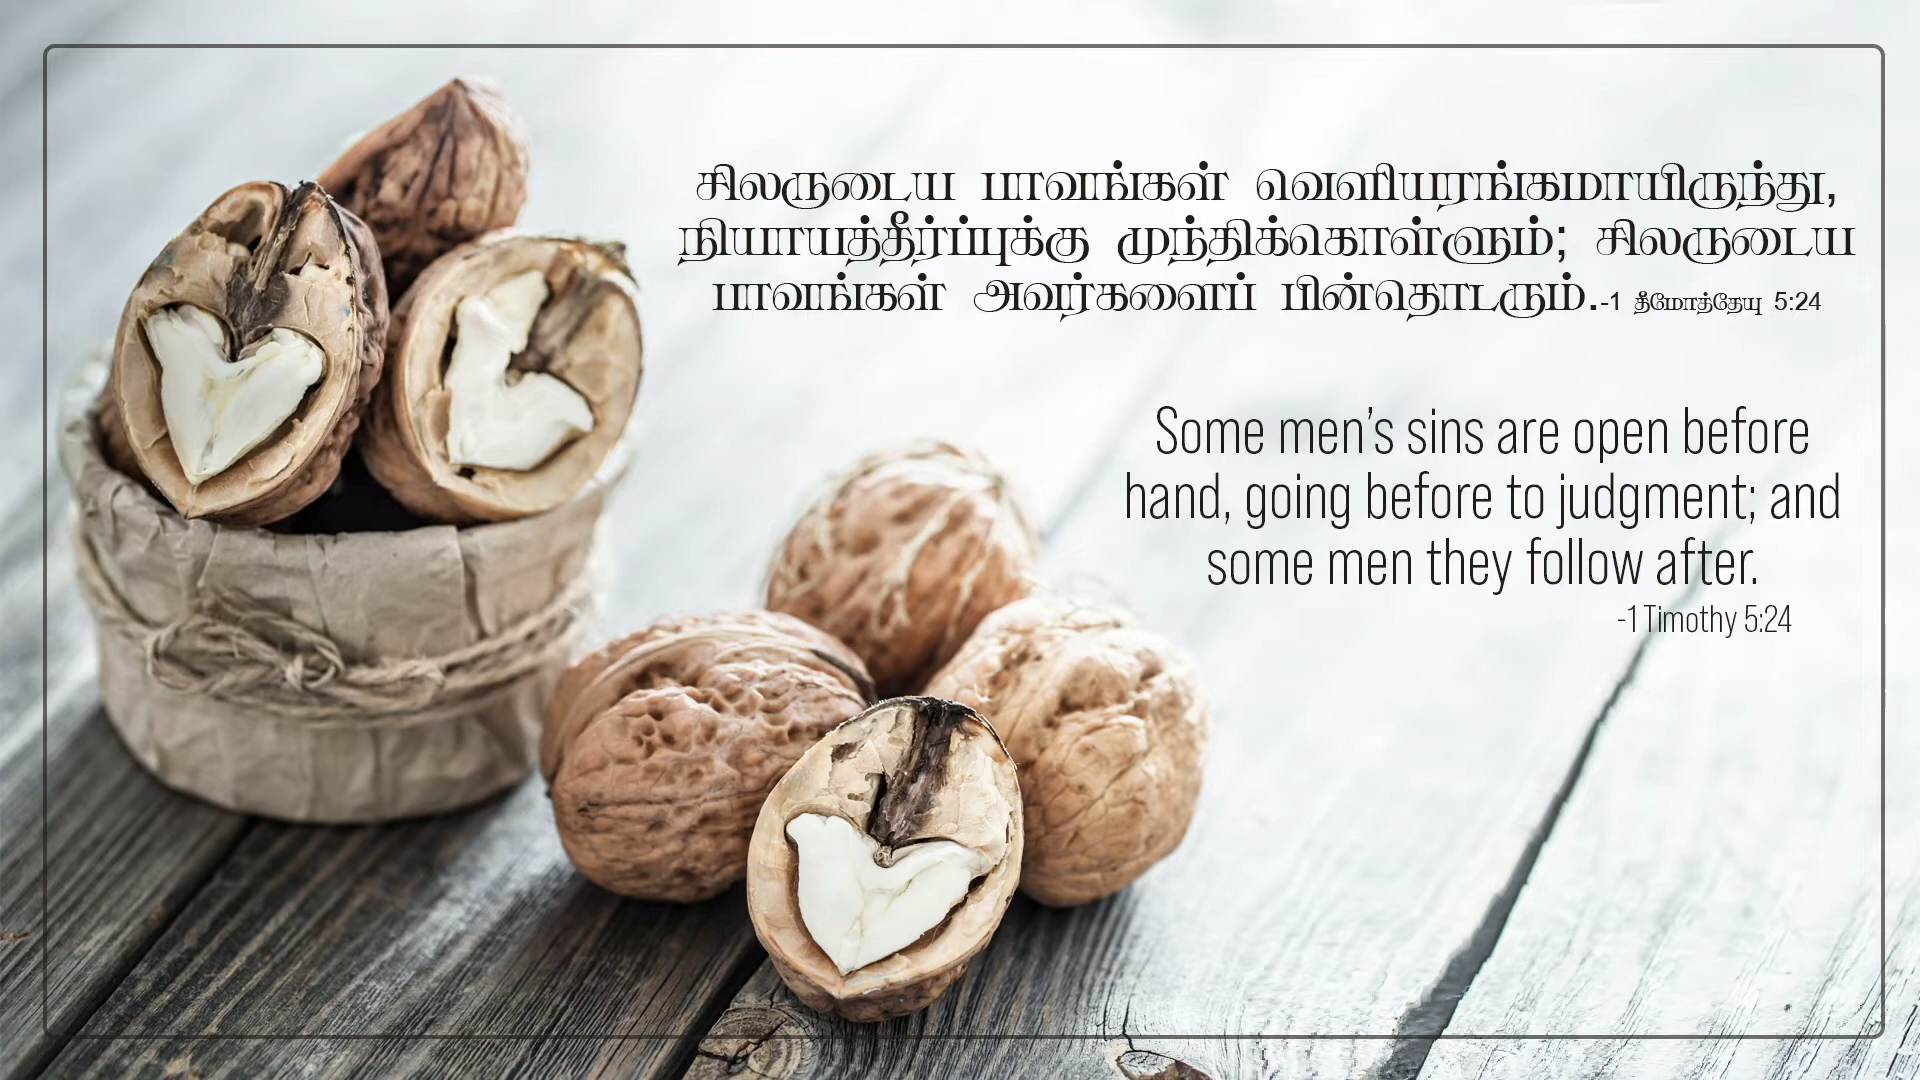 சிலருடைய பாவங்கள் வெளியரங்கமாயிருந்து,
நியாயத்தீர்ப்புக்கு முந்திக்கொள்ளும்; சிலருடைய
பாவங்கள் அவர்களைப் பின்தொடரும்.-1 தீமோத்தேயு 5:24
Some men’s sins are open before
hand, going before to judgment; and
some men they follow after.
-1 Timothy 5:24